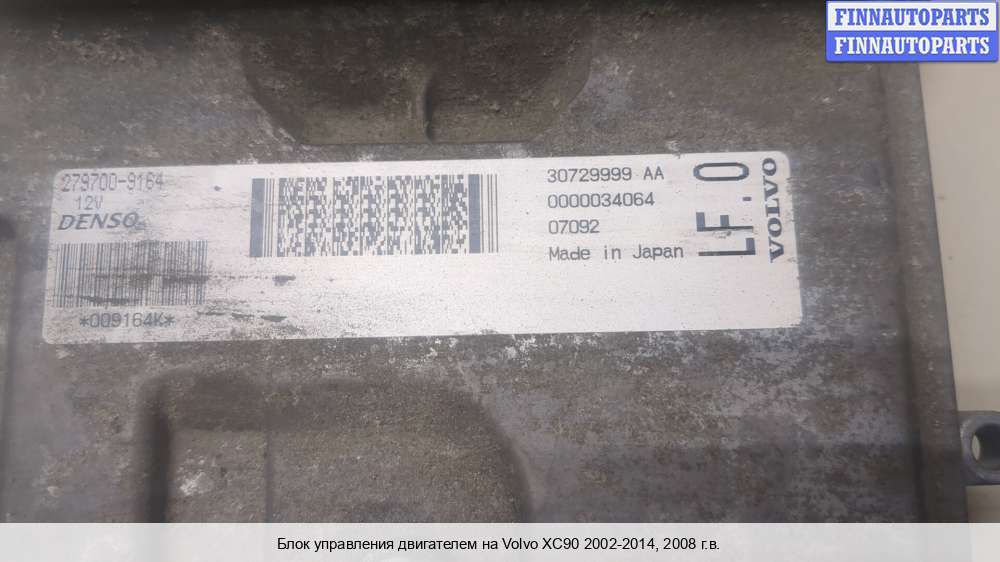 FINNAUTOPARTS
FINNAUTOPARTS
279700-9164
12V
DENSO
*009164K*
30729999 AA
0000034064
07092
Made in Japan
LF.0
VOLVO
Блок управления двигателем на Volvo XC90 2002-2014, 2008 г.в.